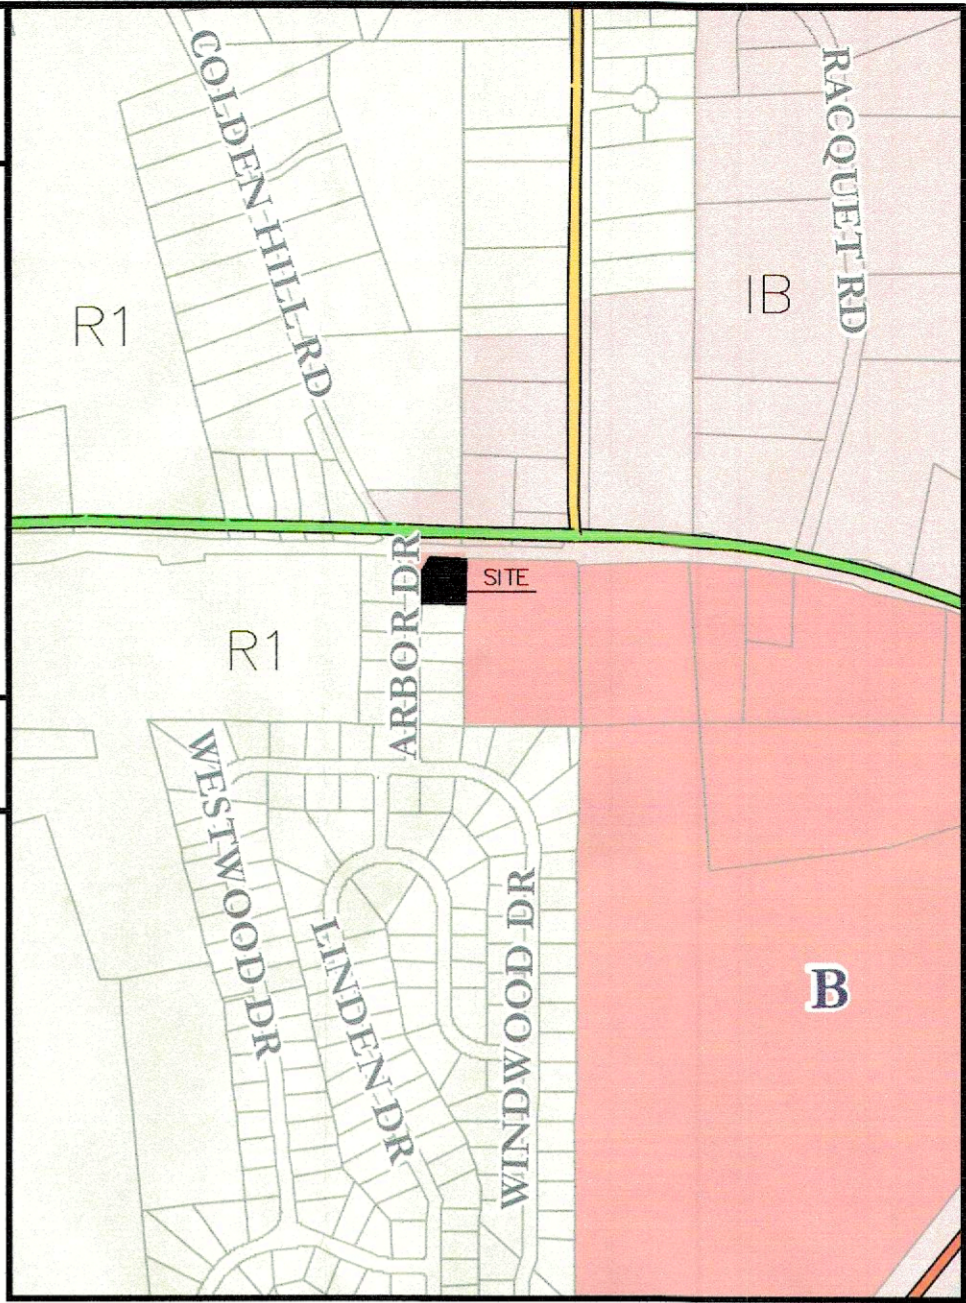 COLDEN HILL RD
RACQUET RD
IB
R1
SITE
ARBOR DR
R1
WESTWOOD DR
LINDEN DR
WINDWOOD DR
B